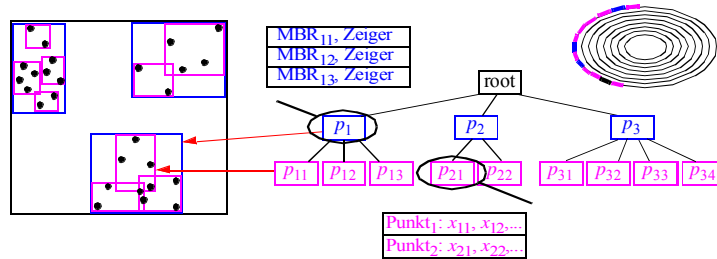 MBR11, Zeiger
MBR12, Zeiger
MBR13, Zeiger
root
p1 p2 p3
p11 p12 p13 p21 p22 p31 p32 p33 p34
Punkt1: x11, x12,...
Punkt2: x21, x22,...